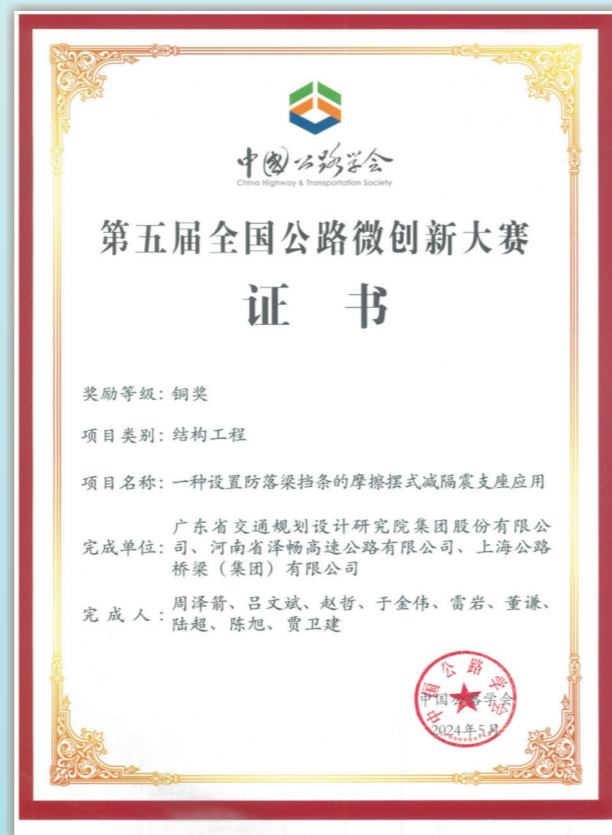 中国公路学会
China Highway & Transportation Society
第五届全国公路微创新大赛
证 书
奖励等级：铜奖
项目类别：结构工程
项目名称：一种设置防落梁挡条的摩擦摆式减隔震支座应用
完成单位：广东省交通规划设计研究院集团股份有限公
司、河南省泽畅高速公路有限公司、上海公路
桥梁（集团）有限公司
完 成 人：周泽箭、吕文斌、赵哲、于金伟、雷岩、董谦、
陆超、陈旭、贾卫建
中国公路学会
中国公路学会
2024年5月